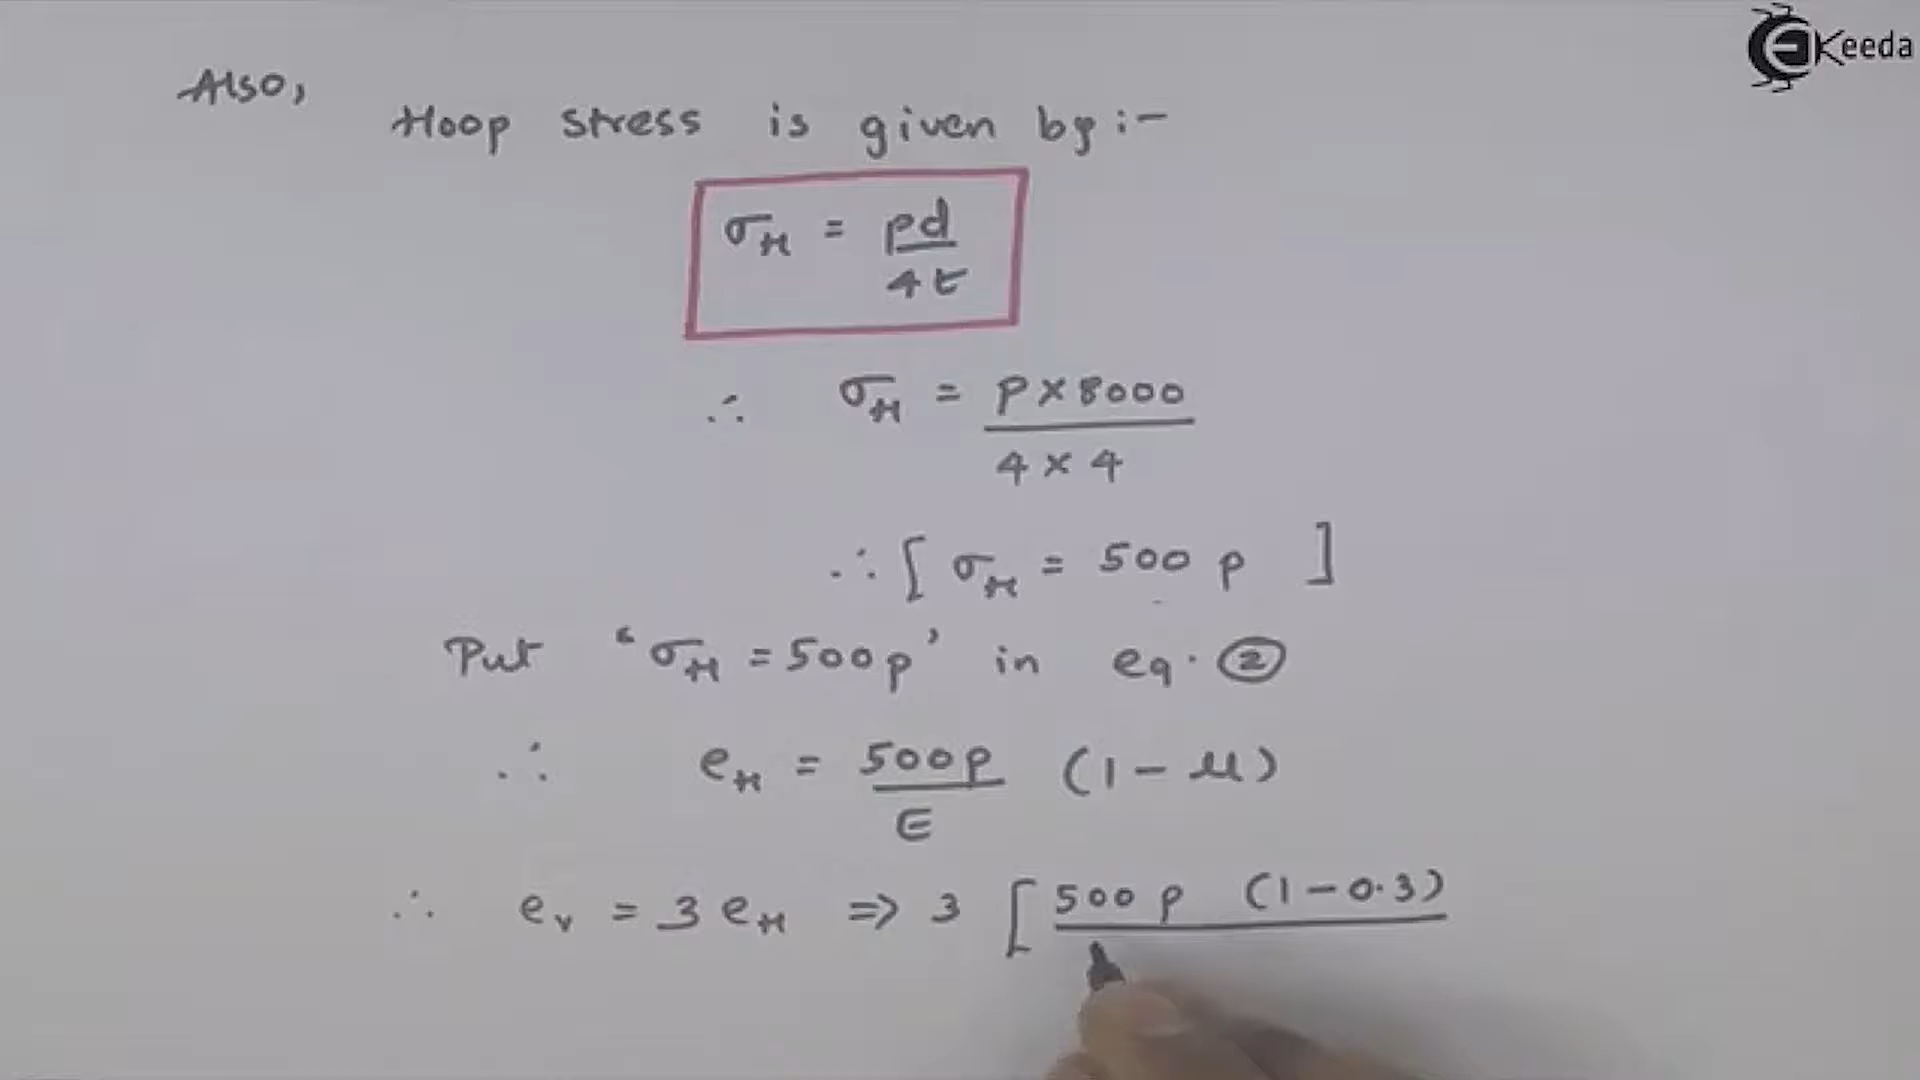 Ekeeda
Also,
Hoop stress is given by:-
σH = pd / 4t
∴ σH = P × 8000 / 4 × 4
∴ [ σH = 500 p ]
Put ‘σH = 500p’ in eq. ②
∴ eH = 500p / E (1 - μ)
∴ ev = 3 eH ⇒ 3 [ 500 p (1 - 0.3)